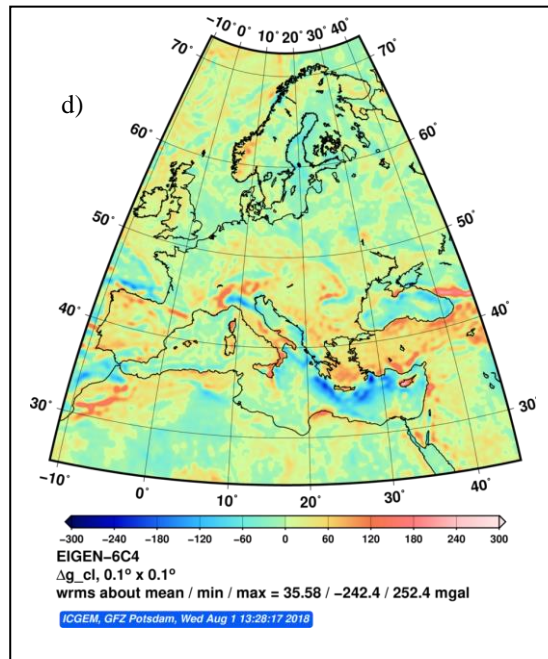 −10˚ 0˚ 10˚ 20˚ 30˚ 40˚
70˚ 70˚
d)
60˚ 60˚
50˚ 50˚
40˚ 40˚
30˚ 30˚
−10˚ 0˚ 10˚ 20˚ 30˚ 40˚
−300 −240 −180 −120 −60 0 60 120 180 240 300
EIGEN−6C4
Δg_cl, 0.1° x 0.1°
wrms about mean / min / max = 35.58 / −242.4 / 252.4 mgal
ICGEM, GFZ Potsdam, Wed Aug 1 13:28:17 2018